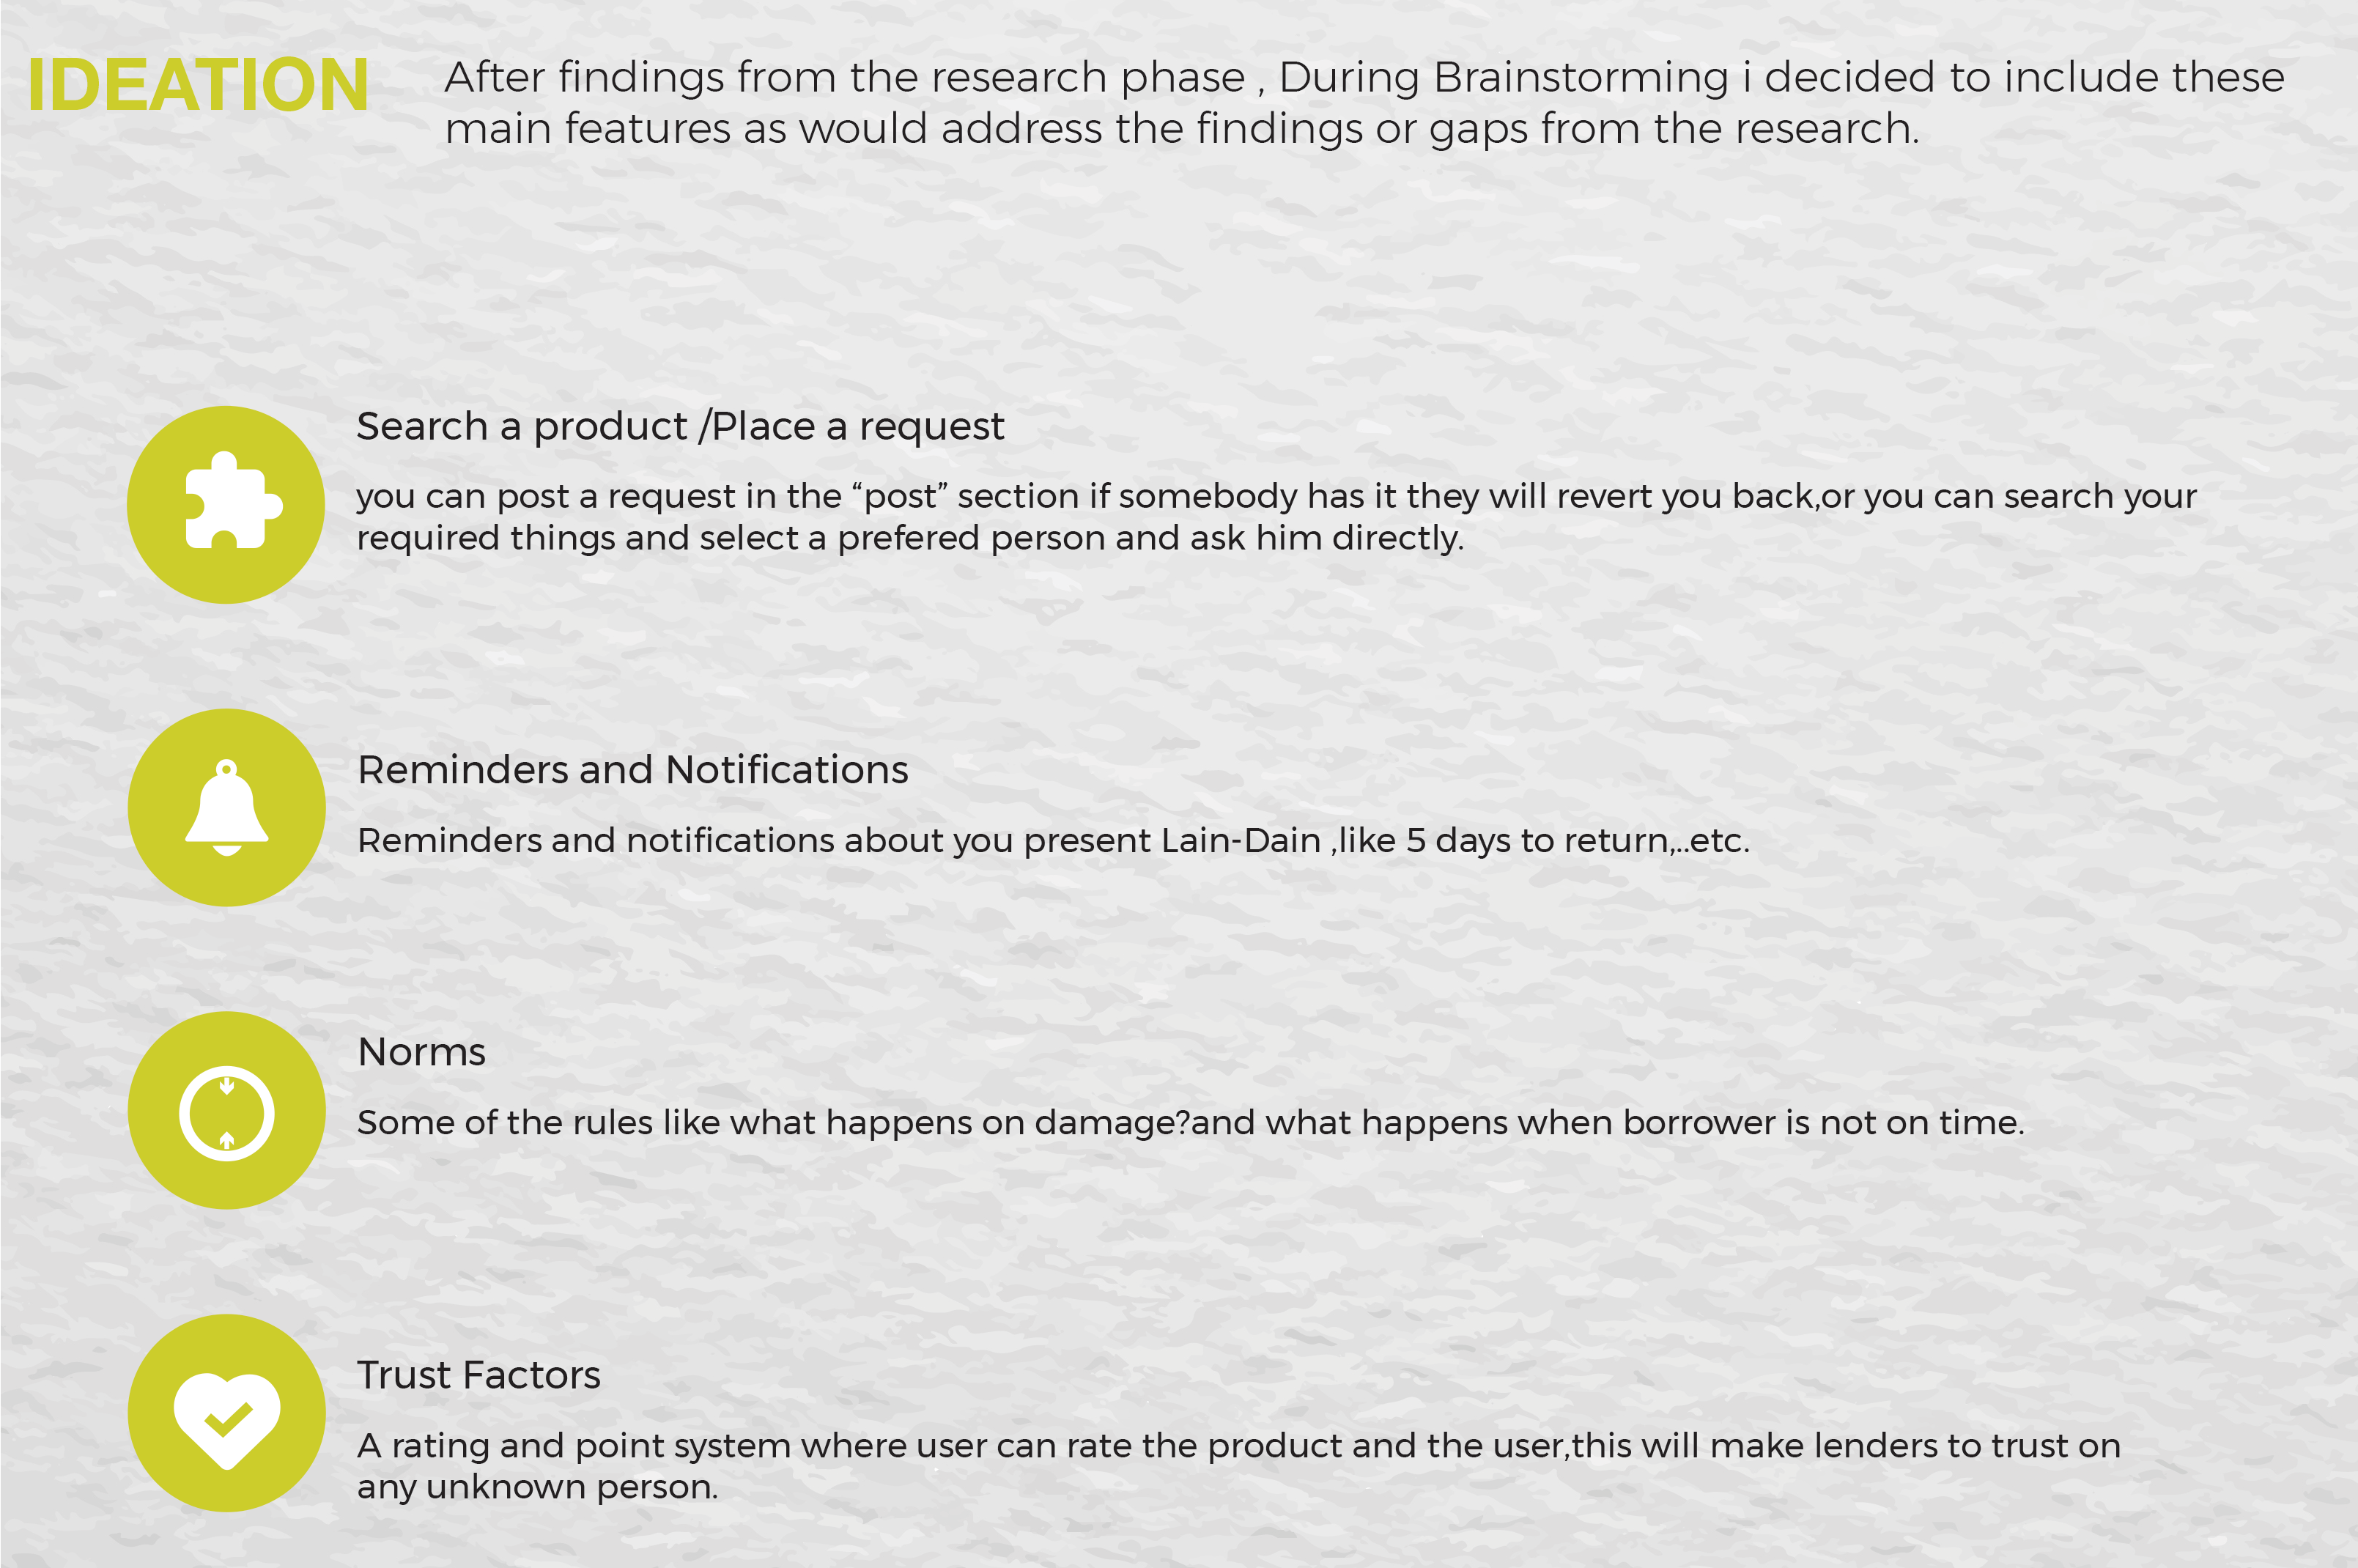 IDEATION
After findings from the research phase , During Brainstorming i decided to include these
main features as would address the findings or gaps from the research.
Search a product /Place a request
you can post a request in the “post” section if somebody has it they will revert you back,or you can search your
required things and select a prefered person and ask him directly.
Reminders and Notifications
Reminders and notifications about you present Lain-Dain ,like 5 days to return,..etc.
Norms
Some of the rules like what happens on damage?and what happens when borrower is not on time.
Trust Factors
A rating and point system where user can rate the product and the user,this will make lenders to trust on
any unknown person.